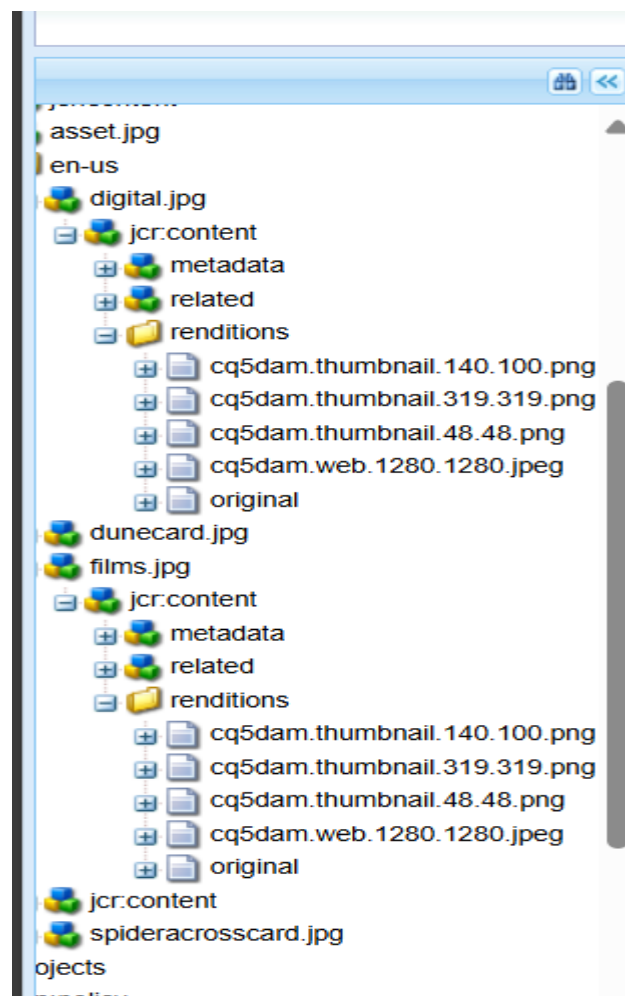 asset.jpg
en-us
digital.jpg
jcr:content
metadata
related
renditions
cq5dam.thumbnail.140.100.png
cq5dam.thumbnail.319.319.png
cq5dam.thumbnail.48.48.png
cq5dam.web.1280.1280.jpeg
original
dunecard.jpg
films.jpg
jcr:content
metadata
related
renditions
cq5dam.thumbnail.140.100.png
cq5dam.thumbnail.319.319.png
cq5dam.thumbnail.48.48.png
cq5dam.web.1280.1280.jpeg
original
jcr:content
spideracrosscard.jpg
ojects